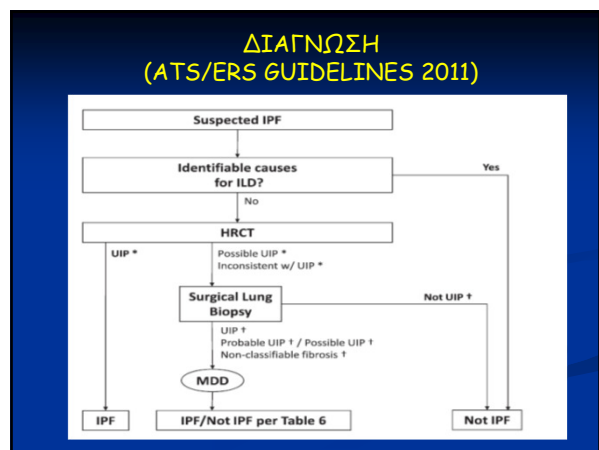 ΔΙΑΓΝΩΣΗ
(ATS/ERS GUIDELINES 2011)
Suspected IPF
Identifiable causes
for ILD?
Yes
No
HRCT
UIP *
Possible UIP *
Inconsistent w/ UIP *
Surgical Lung
Biopsy
Not UIP †
UIP †
Probable UIP † / Possible UIP †
Non-classifiable fibrosis †
MDD
IPF
IPF/Not IPF per Table 6
Not IPF